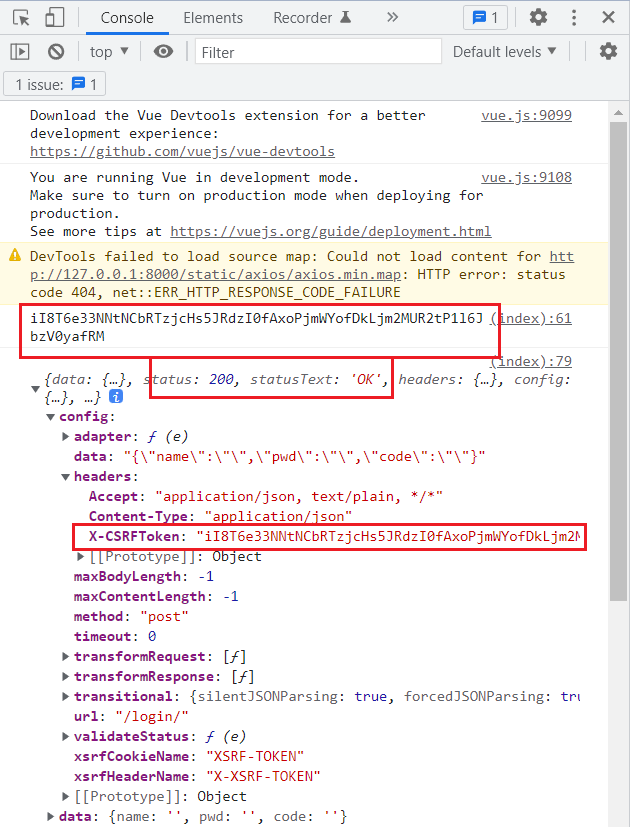 Console Elements Recorder 1
top Filter Default levels
1 issue: 1
Download the Vue Devtools extension for a better vue.js:9099
development experience:
https://github.com/vuejs/vue-devtools
You are running Vue in development mode. vue.js:9108
Make sure to turn on production mode when deploying for
production.
See more tips at https://vuejs.org/guide/deployment.html
DevTools failed to load source map: Could not load content for htt
p://127.0.0.1:8000/static/axios/axios.min.map: HTTP error: status
code 404, net::ERR_HTTP_RESPONSE_CODE_FAILURE
iI8T6e33NNtNCbRTzjcHs5JRdzI0fAxoPjmWYofDkLjm2MUR2tP1l6J (index):61
bzV0yafRM
(index):79
{data: {…}, status: 200, statusText: 'OK', headers: {…}, config:
{…}, …} i
config:
adapter: ƒ (e)
data: "{\"name\":\"\",\"pwd\":\"\",\"code\":\"\"}"
headers:
Accept: "application/json, text/plain, */*"
Content-Type: "application/json"
X-CSRFToken: "iI8T6e33NNtNCbRTzjcHs5JRdzI0fAxoPjmWYofDkLjm2M
[[Prototype]]: Object
maxBodyLength: -1
maxContentLength: -1
method: "post"
timeout: 0
transformRequest: [ƒ]
transformResponse: [ƒ]
transitional: {silentJSONParsing: true, forcedJSONParsing: tru
url: "/login/"
validateStatus: ƒ (e)
xsrfCookieName: "XSRF-TOKEN"
xsrfHeaderName: "X-XSRF-TOKEN"
[[Prototype]]: Object
data: {name: '', pwd: '', code: ''}